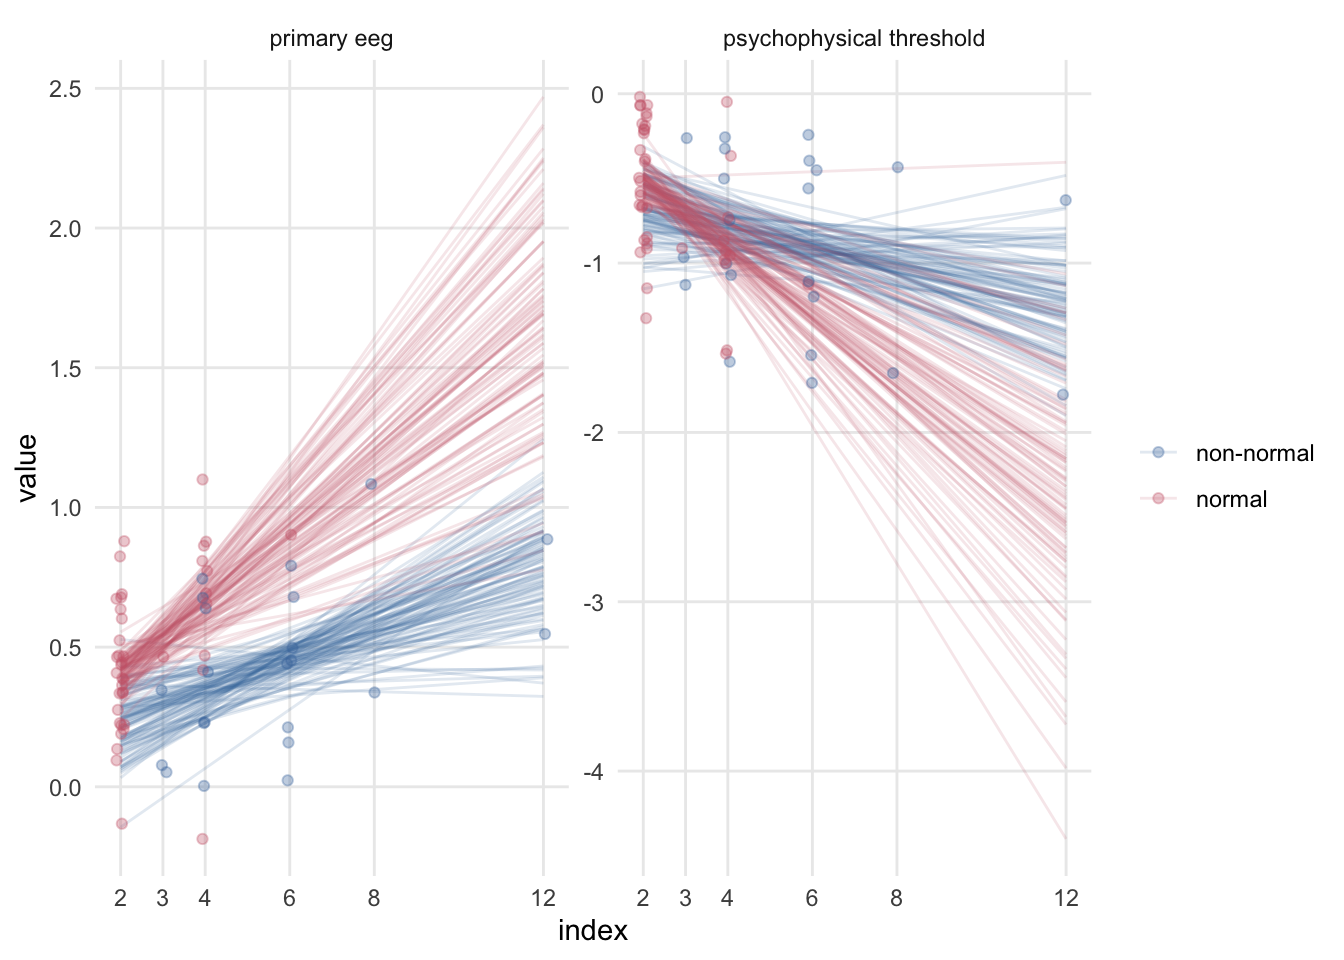 primary eeg
psychophysical threshold
2.5
2.0
1.5
1.0
0.5
0.0
0
-1
-2
-3
-4
value
2 3 4 6 8 12
2 3 4 6 8 12
index
non-normal
normal